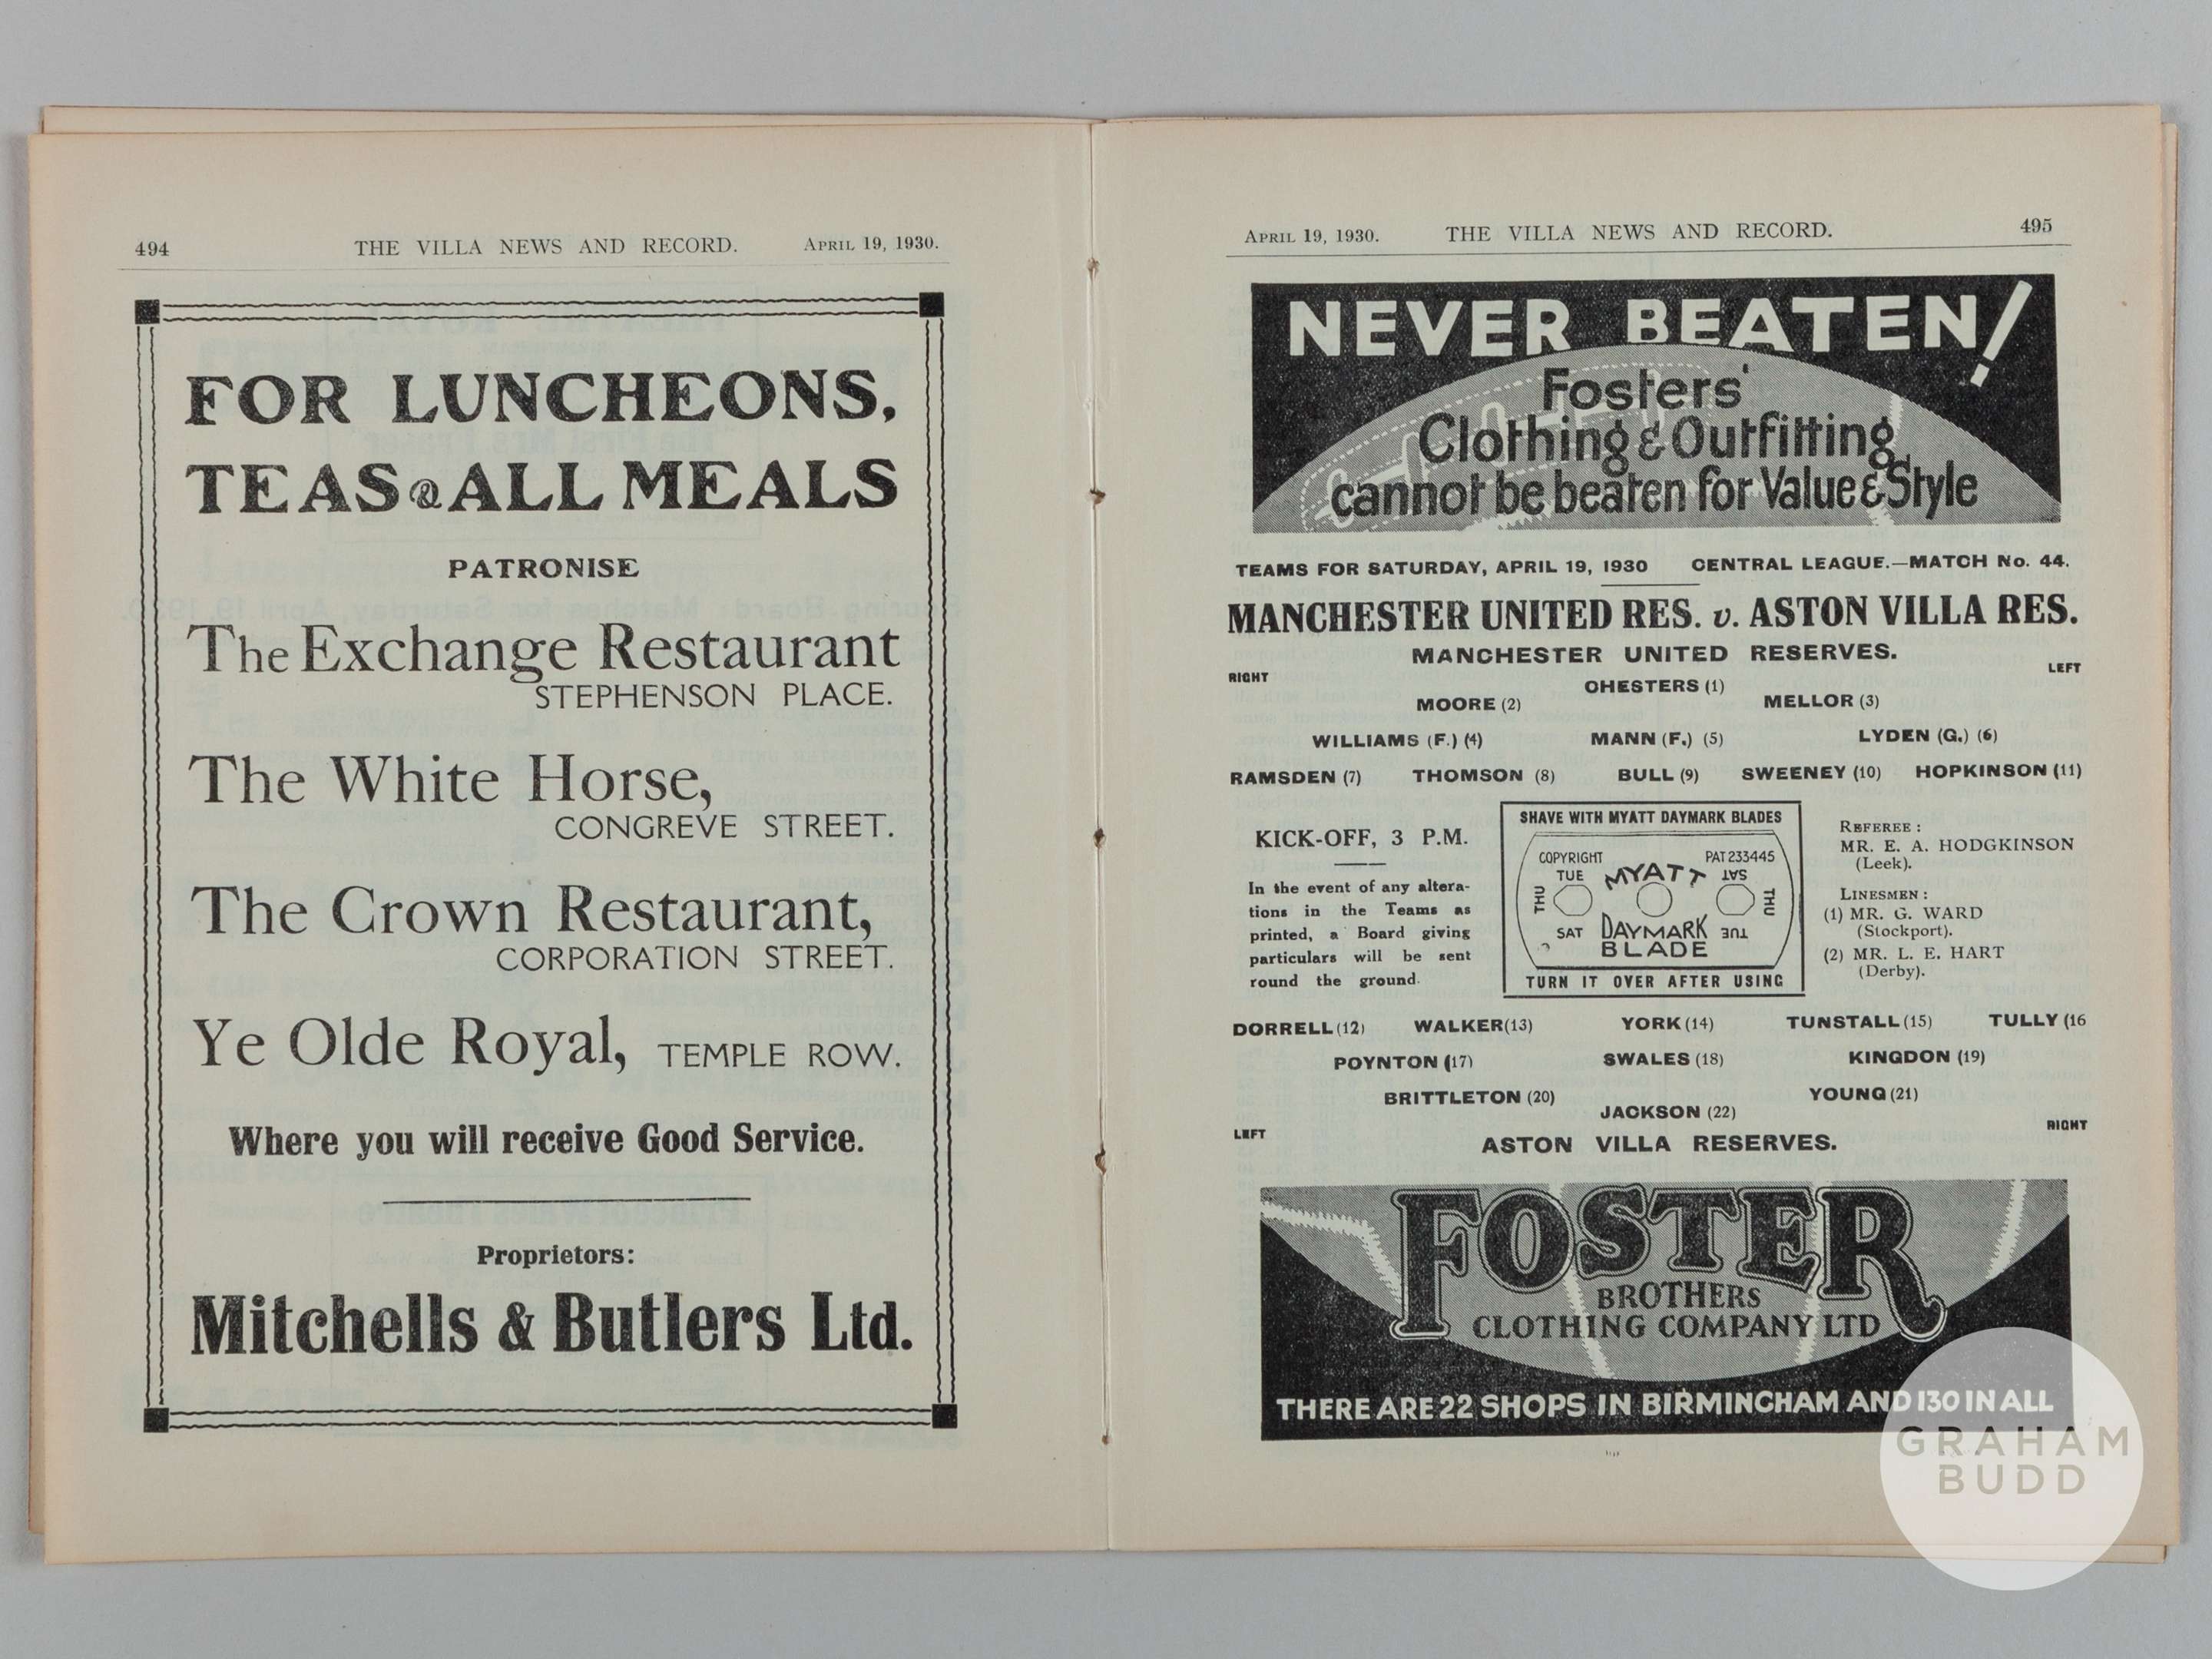 494 THE VILLA NEWS AND RECORD. APRIL 19, 1930.
FOR LUNCHEONS,
TEAS & ALL MEALS
PATRONISE
The Exchange Restaurant
STEPHENSON PLACE.
The White Horse,
CONGREVE STREET.
The Crown Restaurant,
CORPORATION STREET.
Ye Olde Royal, TEMPLE ROW.
Where you will receive Good Service.
Proprietors:
Mitchells & Butlers Ltd.
APRIL 19, 1930. THE VILLA NEWS AND RECORD. 495
NEVER BEATEN!
Fosters'
Clothing & Outfitting
cannot be beaten for Value & Style
TEAMS FOR SATURDAY, APRIL 19, 1930 CENTRAL LEAGUE.—MATCH No. 44.
MANCHESTER UNITED RES. v. ASTON VILLA RES.
MANCHESTER UNITED RESERVES.
RIGHT LEFT
CHESTERS (1)
MOORE (2) MELLOR (3)
WILLIAMS (F.) (4) MANN (F.) (5) LYDEN (G.) (6)
RAMSDEN (7) THOMSON (8) BULL (9) SWEENEY (10) HOPKINSON (11)
KICK-OFF, 3 P.M.
In the event of any altera-
tions in the Teams as
printed, a Board giving
particulars will be sent
round the ground.
SHAVE WITH MYATT DAYMARK BLADES
COPYRIGHT PAT 233445
TUE MYATT SAT
THU THU
SAT DAYMARK TUE
BLADE
TURN IT OVER AFTER USING
REFEREE :
MR. E. A. HODGKINSON
(Leek).
LINESMEN :
(1) MR. G. WARD
(Stockport).
(2) MR. L. E. HART
(Derby).
DORRELL (12) WALKER (13) YORK (14) TUNSTALL (15) TULLY (16
POYNTON (17) SWALES (18) KINGDON (19)
BRITTLETON (20) YOUNG (21)
JACKSON (22)
LEFT RIGHT
ASTON VILLA RESERVES.
FOSTER
BROTHERS
CLOTHING COMPANY LTD
THERE ARE 22 SHOPS IN BIRMINGHAM AND 130 IN ALL
GRAHAM
BUDD